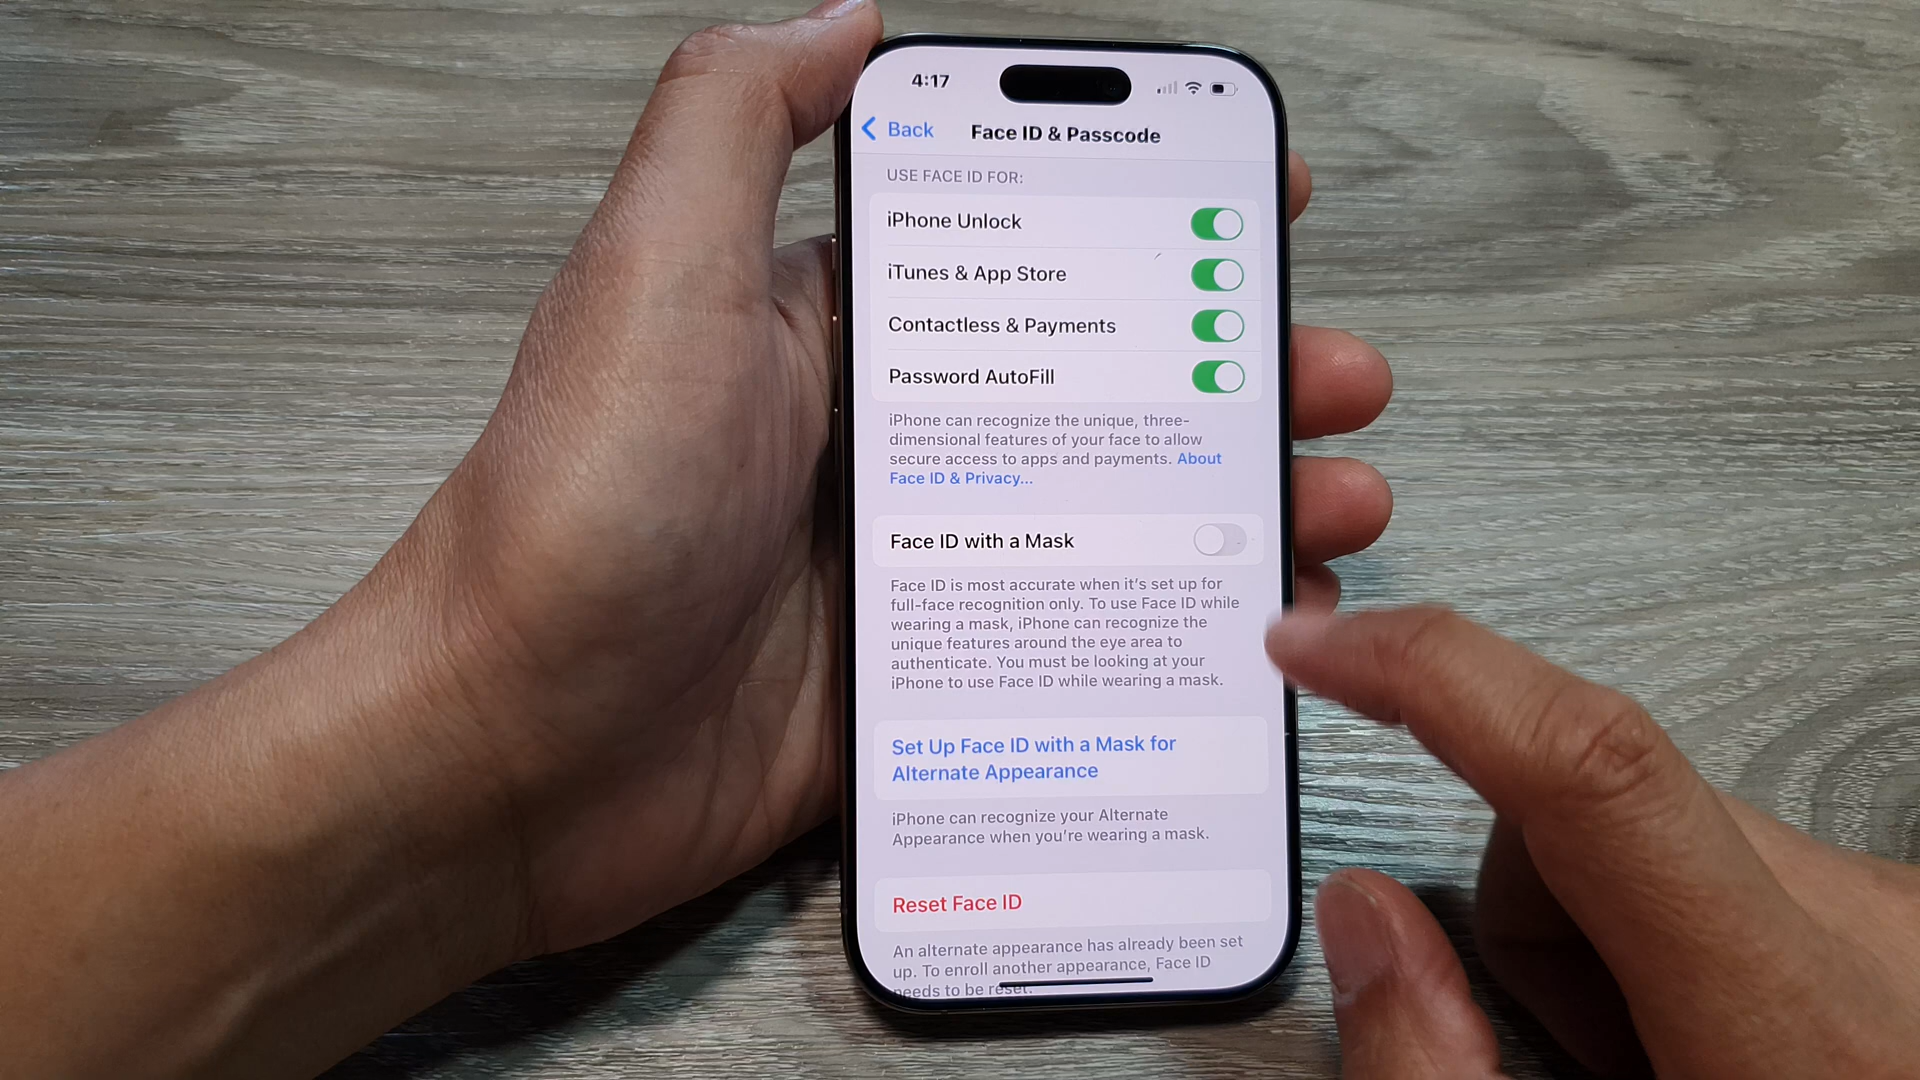 4:17
Back
Face ID & Passcode
USE FACE ID FOR:
iPhone Unlock
iTunes & App Store
Contactless & Payments
Password AutoFill
iPhone can recognize the unique, three-
dimensional features of your face to allow
secure access to apps and payments. About
Face ID & Privacy...
Face ID with a Mask
Face ID is most accurate when it's set up for
full-face recognition only. To use Face ID while
wearing a mask, iPhone can recognize the
unique features around the eye area to
authenticate. You must be looking at your
iPhone to use Face ID while wearing a mask.
Set Up Face ID with a Mask for
Alternate Appearance
iPhone can recognize your Alternate
Appearance when you're wearing a mask.
Reset Face ID
An alternate appearance has already been set
up. To enroll another appearance, Face ID
needs to be reset.